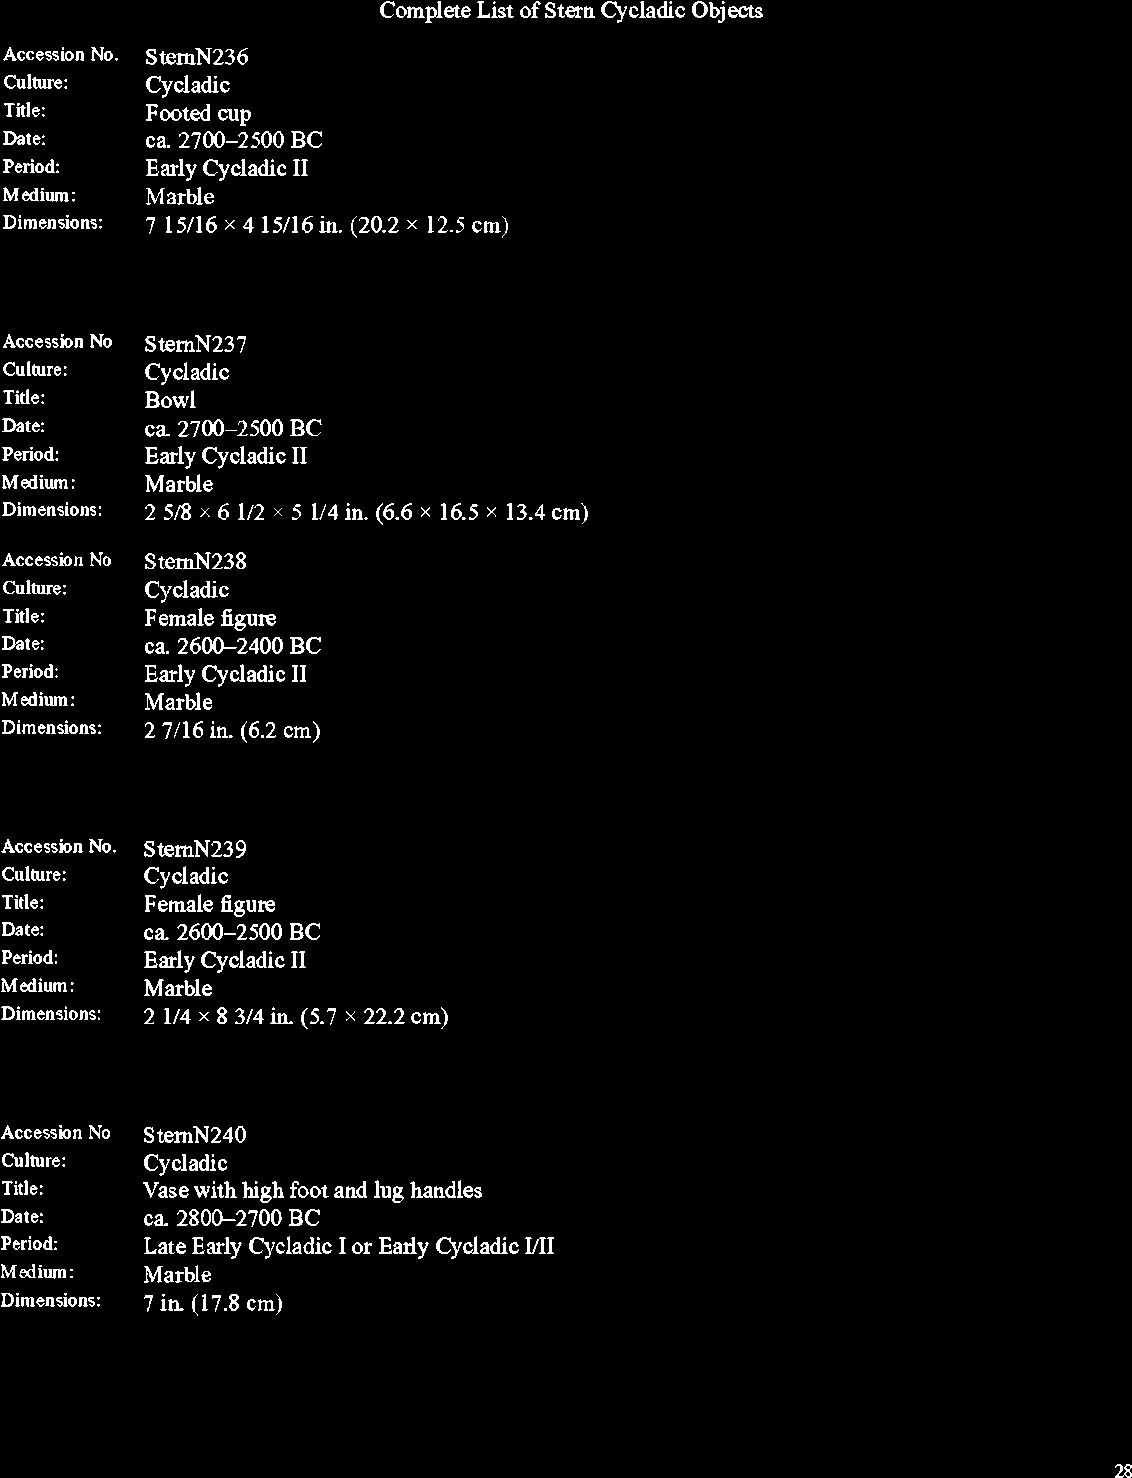 Complete List of Stern Cycladic Objects
Accession No. SternN236
Culture: Cycladic
Title: Footed cup
Date: ca. 2700–2500 BC
Period: Early Cycladic II
Medium: Marble
Dimensions: 7 15/16 × 4 15/16 in. (20.2 × 12.5 cm)
Accession No SternN237
Culture: Cycladic
Title: Bowl
Date: ca. 2700–2500 BC
Period: Early Cycladic II
Medium: Marble
Dimensions: 2 5/8 × 6 1/2 × 5 1/4 in. (6.6 × 16.5 × 13.4 cm)
Accession No SternN238
Culture: Cycladic
Title: Female figure
Date: ca. 2600–2400 BC
Period: Early Cycladic II
Medium: Marble
Dimensions: 2 7/16 in. (6.2 cm)
Accession No. SternN239
Culture: Cycladic
Title: Female figure
Date: ca. 2600–2500 BC
Period: Early Cycladic II
Medium: Marble
Dimensions: 2 1/4 × 8 3/4 in. (5.7 × 22.2 cm)
Accession No SternN240
Culture: Cycladic
Title: Vase with high foot and lug handles
Date: ca. 2800–2700 BC
Period: Late Early Cycladic I or Early Cycladic I/II
Medium: Marble
Dimensions: 7 in. (17.8 cm)
28